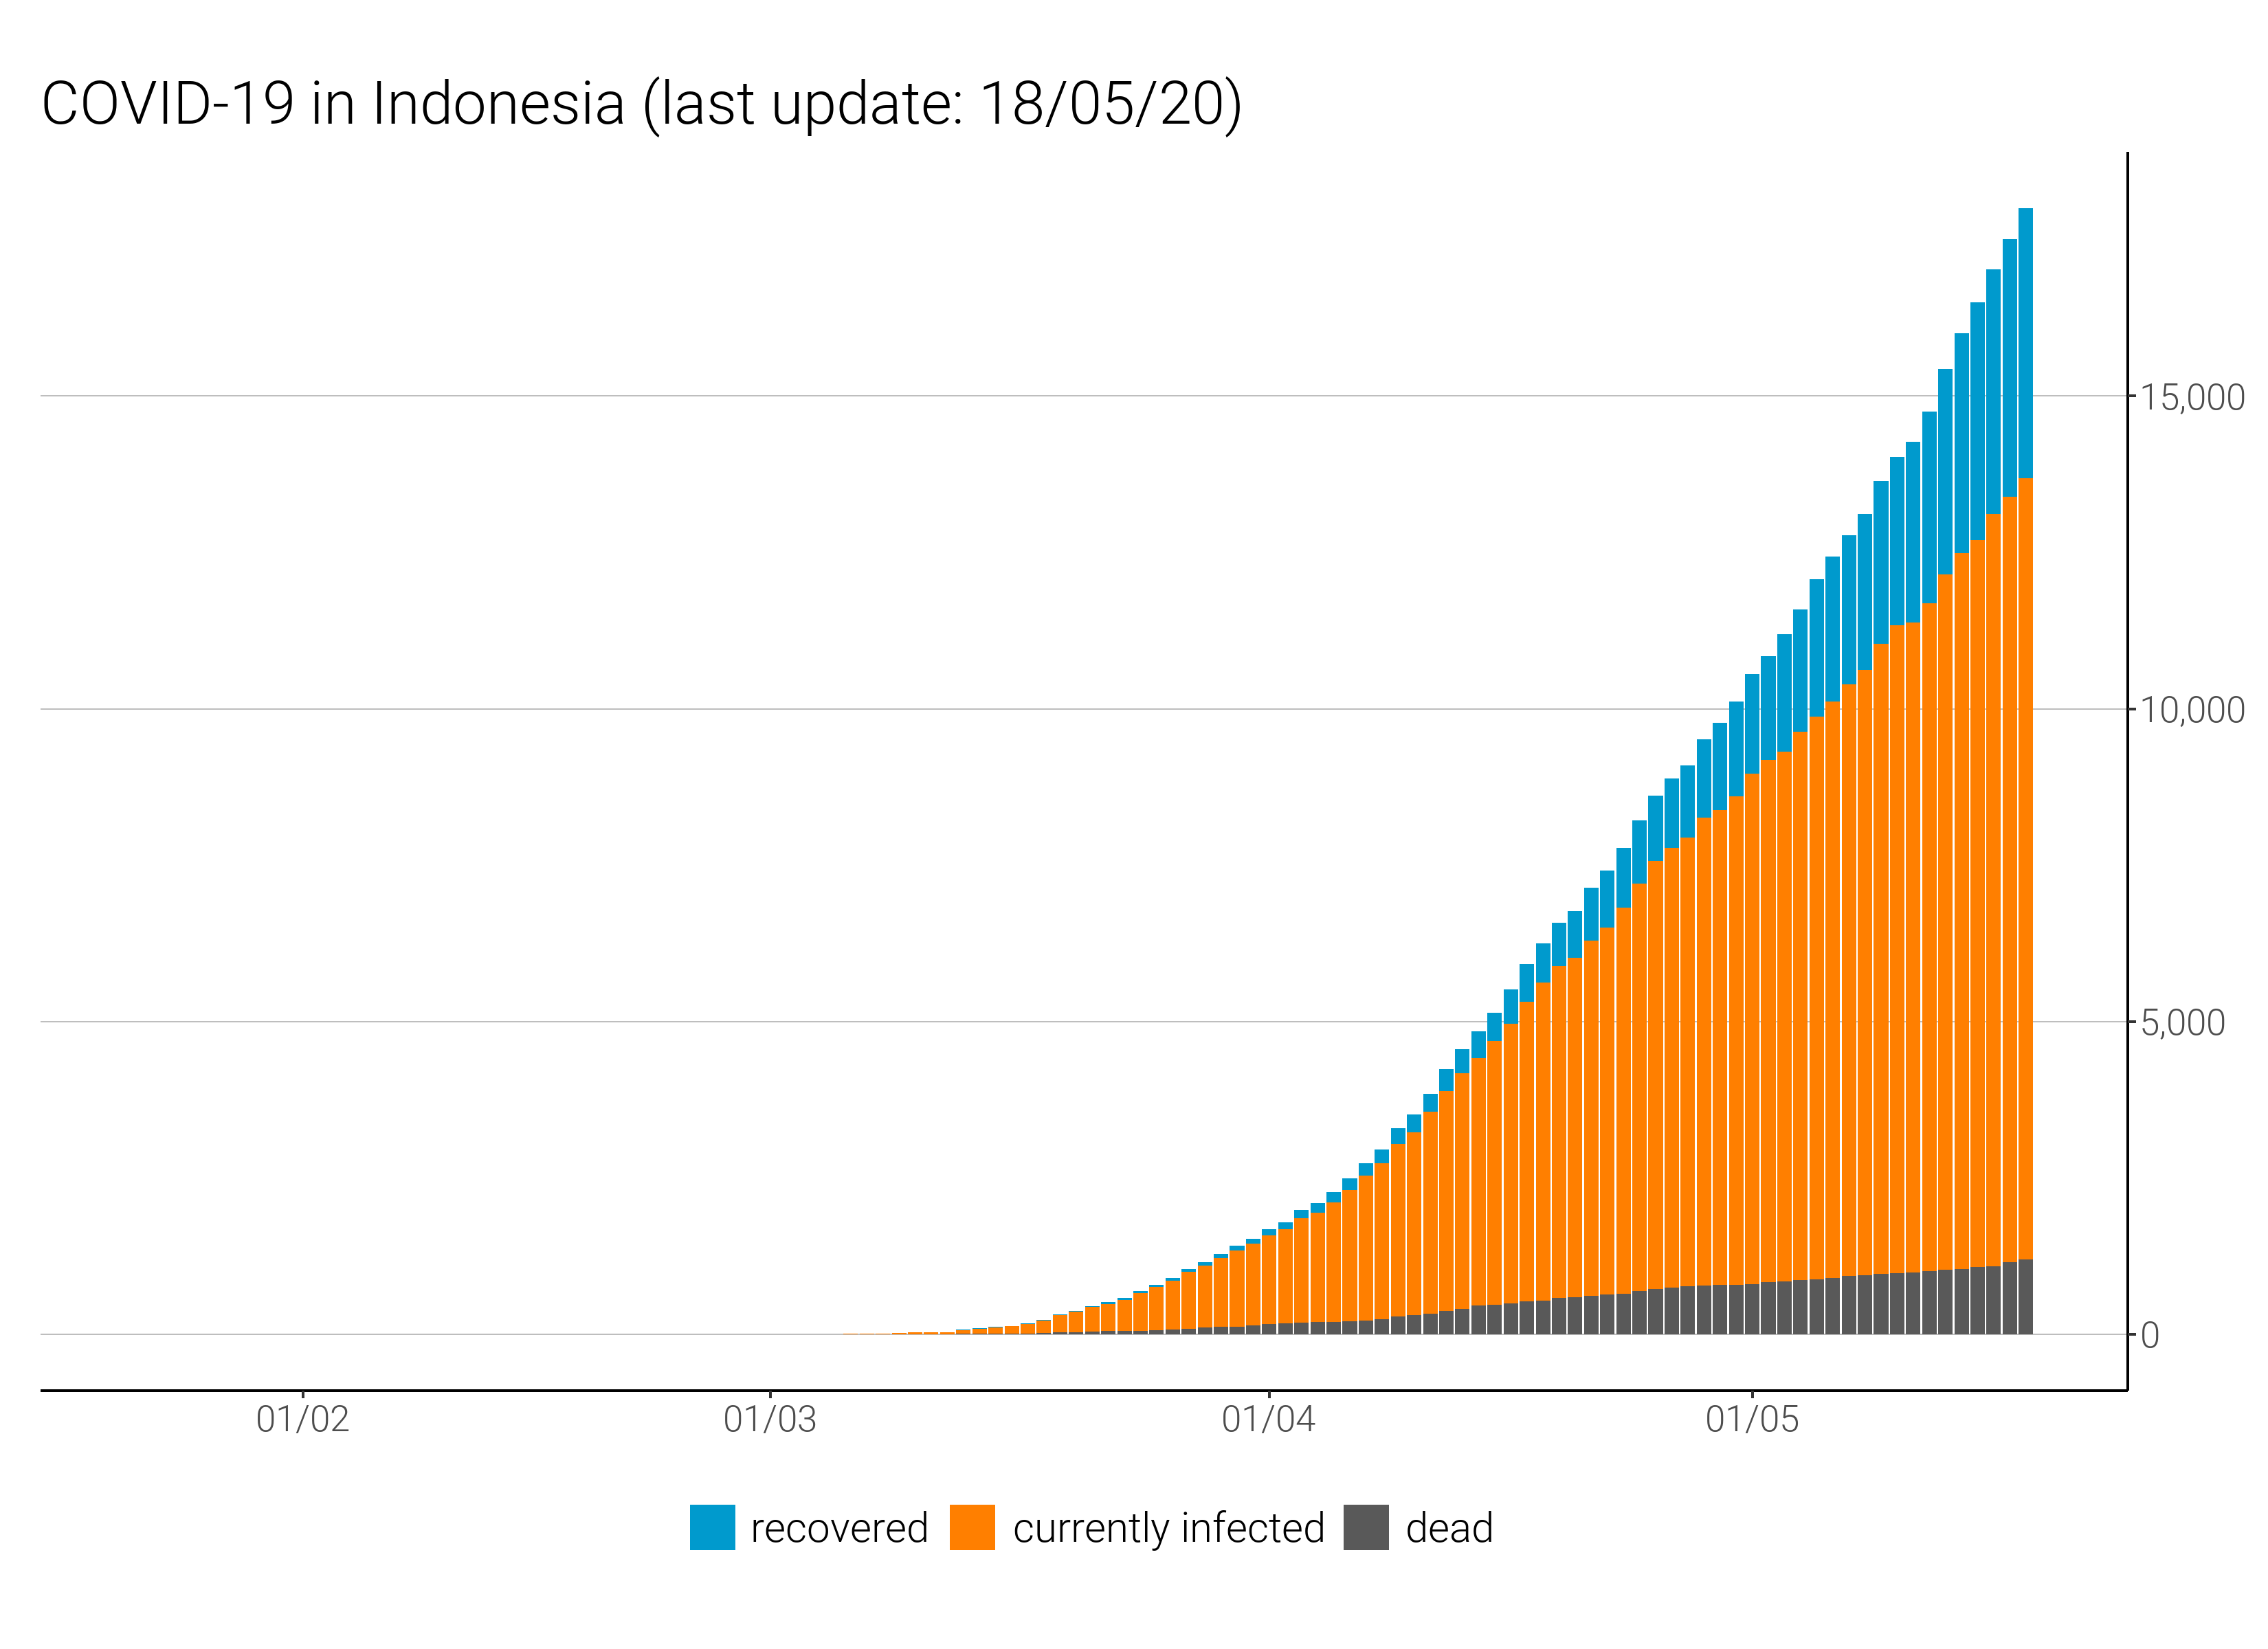 COVID-19 in Indonesia (last update: 18/05/20)
15,000
10,000
5,000
0
01/02 01/03 01/04 01/05
recovered currently infected dead